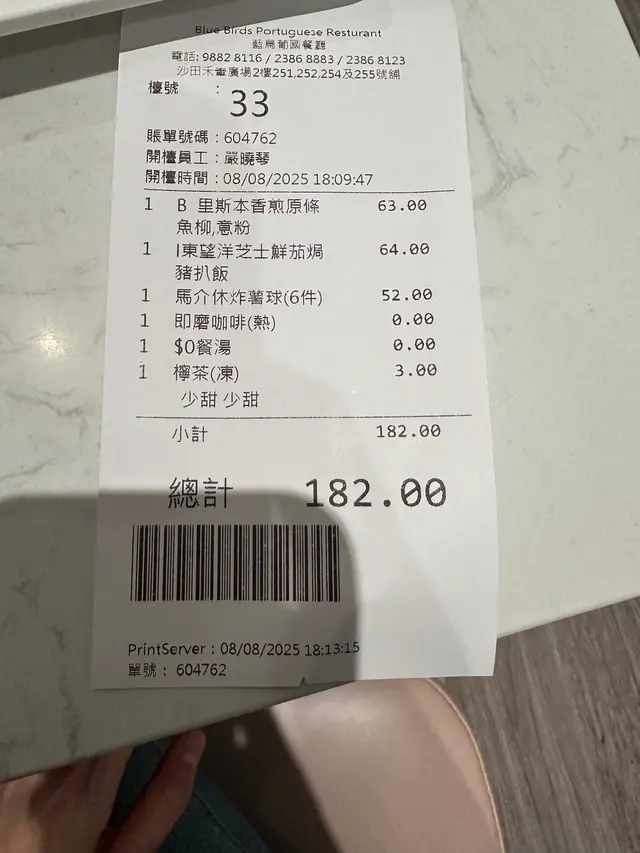 Blue Birds Portuguese Resturant
藍鳥葡國餐廳
電話: 9882 8116 / 2386 8883 / 2386 8123
沙田禾輋廣場2樓251,252,254及255號舖
檯號 : 33
賬單號碼 : 604762
開檯員工 : 嚴曉琴
開檯時間 : 08/08/2025 18:09:47
1 B 里斯本香煎原條 63.00
魚柳,意粉
1 I東望洋芝士鮮茄焗 64.00
豬扒飯
1 馬介休炸薯球(6件) 52.00
1 即磨咖啡(熱) 0.00
1 $0餐湯 0.00
1 檸茶(凍) 3.00
少甜 少甜
小計 182.00
總計 182.00
PrintServer : 08/08/2025 18:13:15
單號 : 604762